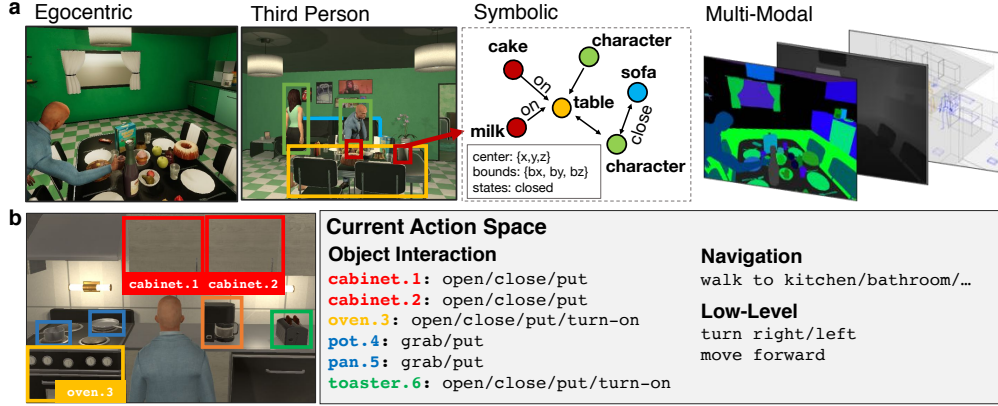 a
Egocentric
Third Person
Symbolic
Multi-Modal
cake
character
on
sofa
table
on
close
milk
character
center: {x,y,z}
bounds: {bx, by, bz}
states: closed
b
cabinet.1
cabinet.2
oven.3
Current Action Space
Object Interaction
cabinet.1: open/close/put
cabinet.2: open/close/put
oven.3: open/close/put/turn-on
pot.4: grab/put
pan.5: grab/put
toaster.6: open/close/put/turn-on
Navigation
walk to kitchen/bathroom/…
Low-Level
turn right/left
move forward